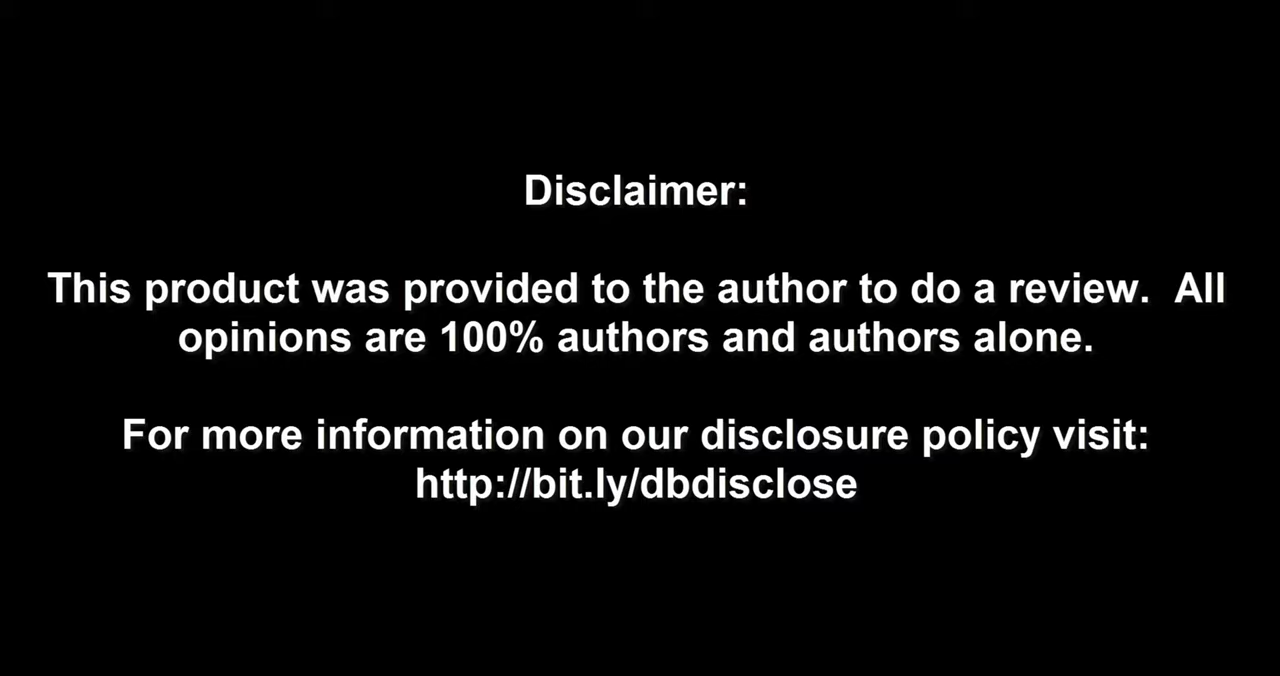 Disclaimer:
This product was provided to the author to do a review.  All
opinions are 100% authors and authors alone.
For more information on our disclosure policy visit:
http://bit.ly/dbdisclose